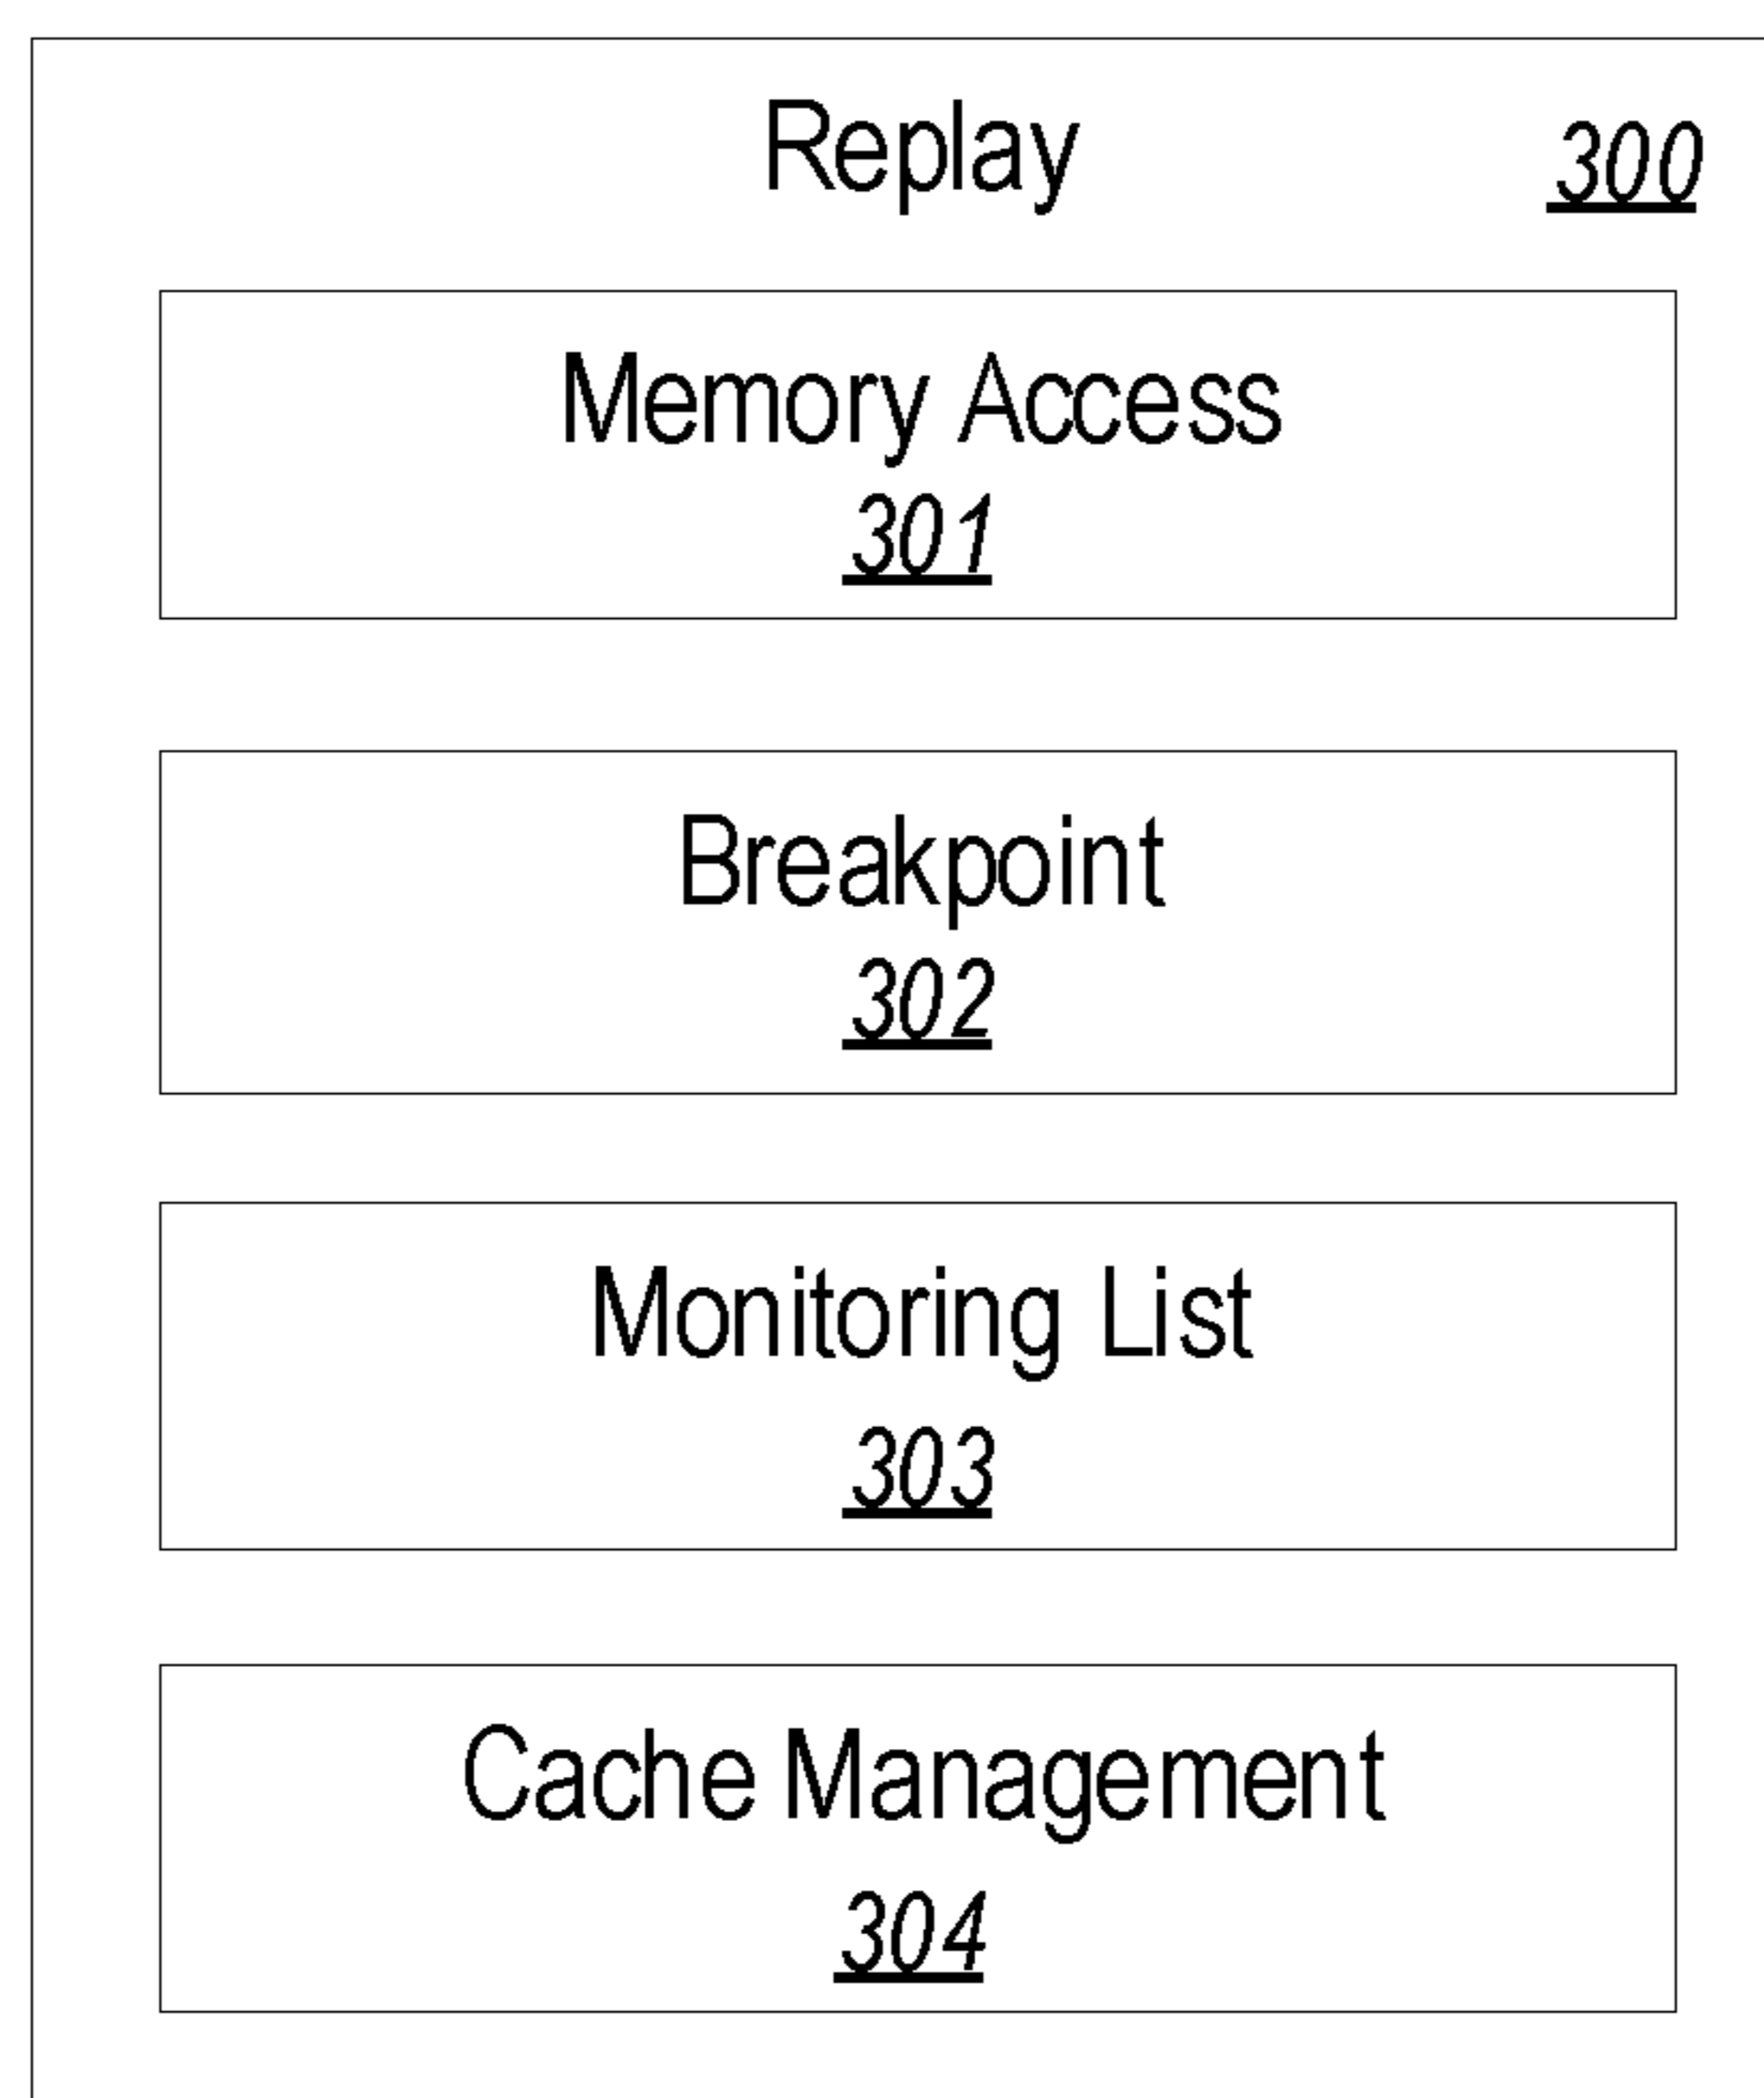 Replay 300
Memory Access
301
Breakpoint
302
Monitoring List
303
Cache Management
304